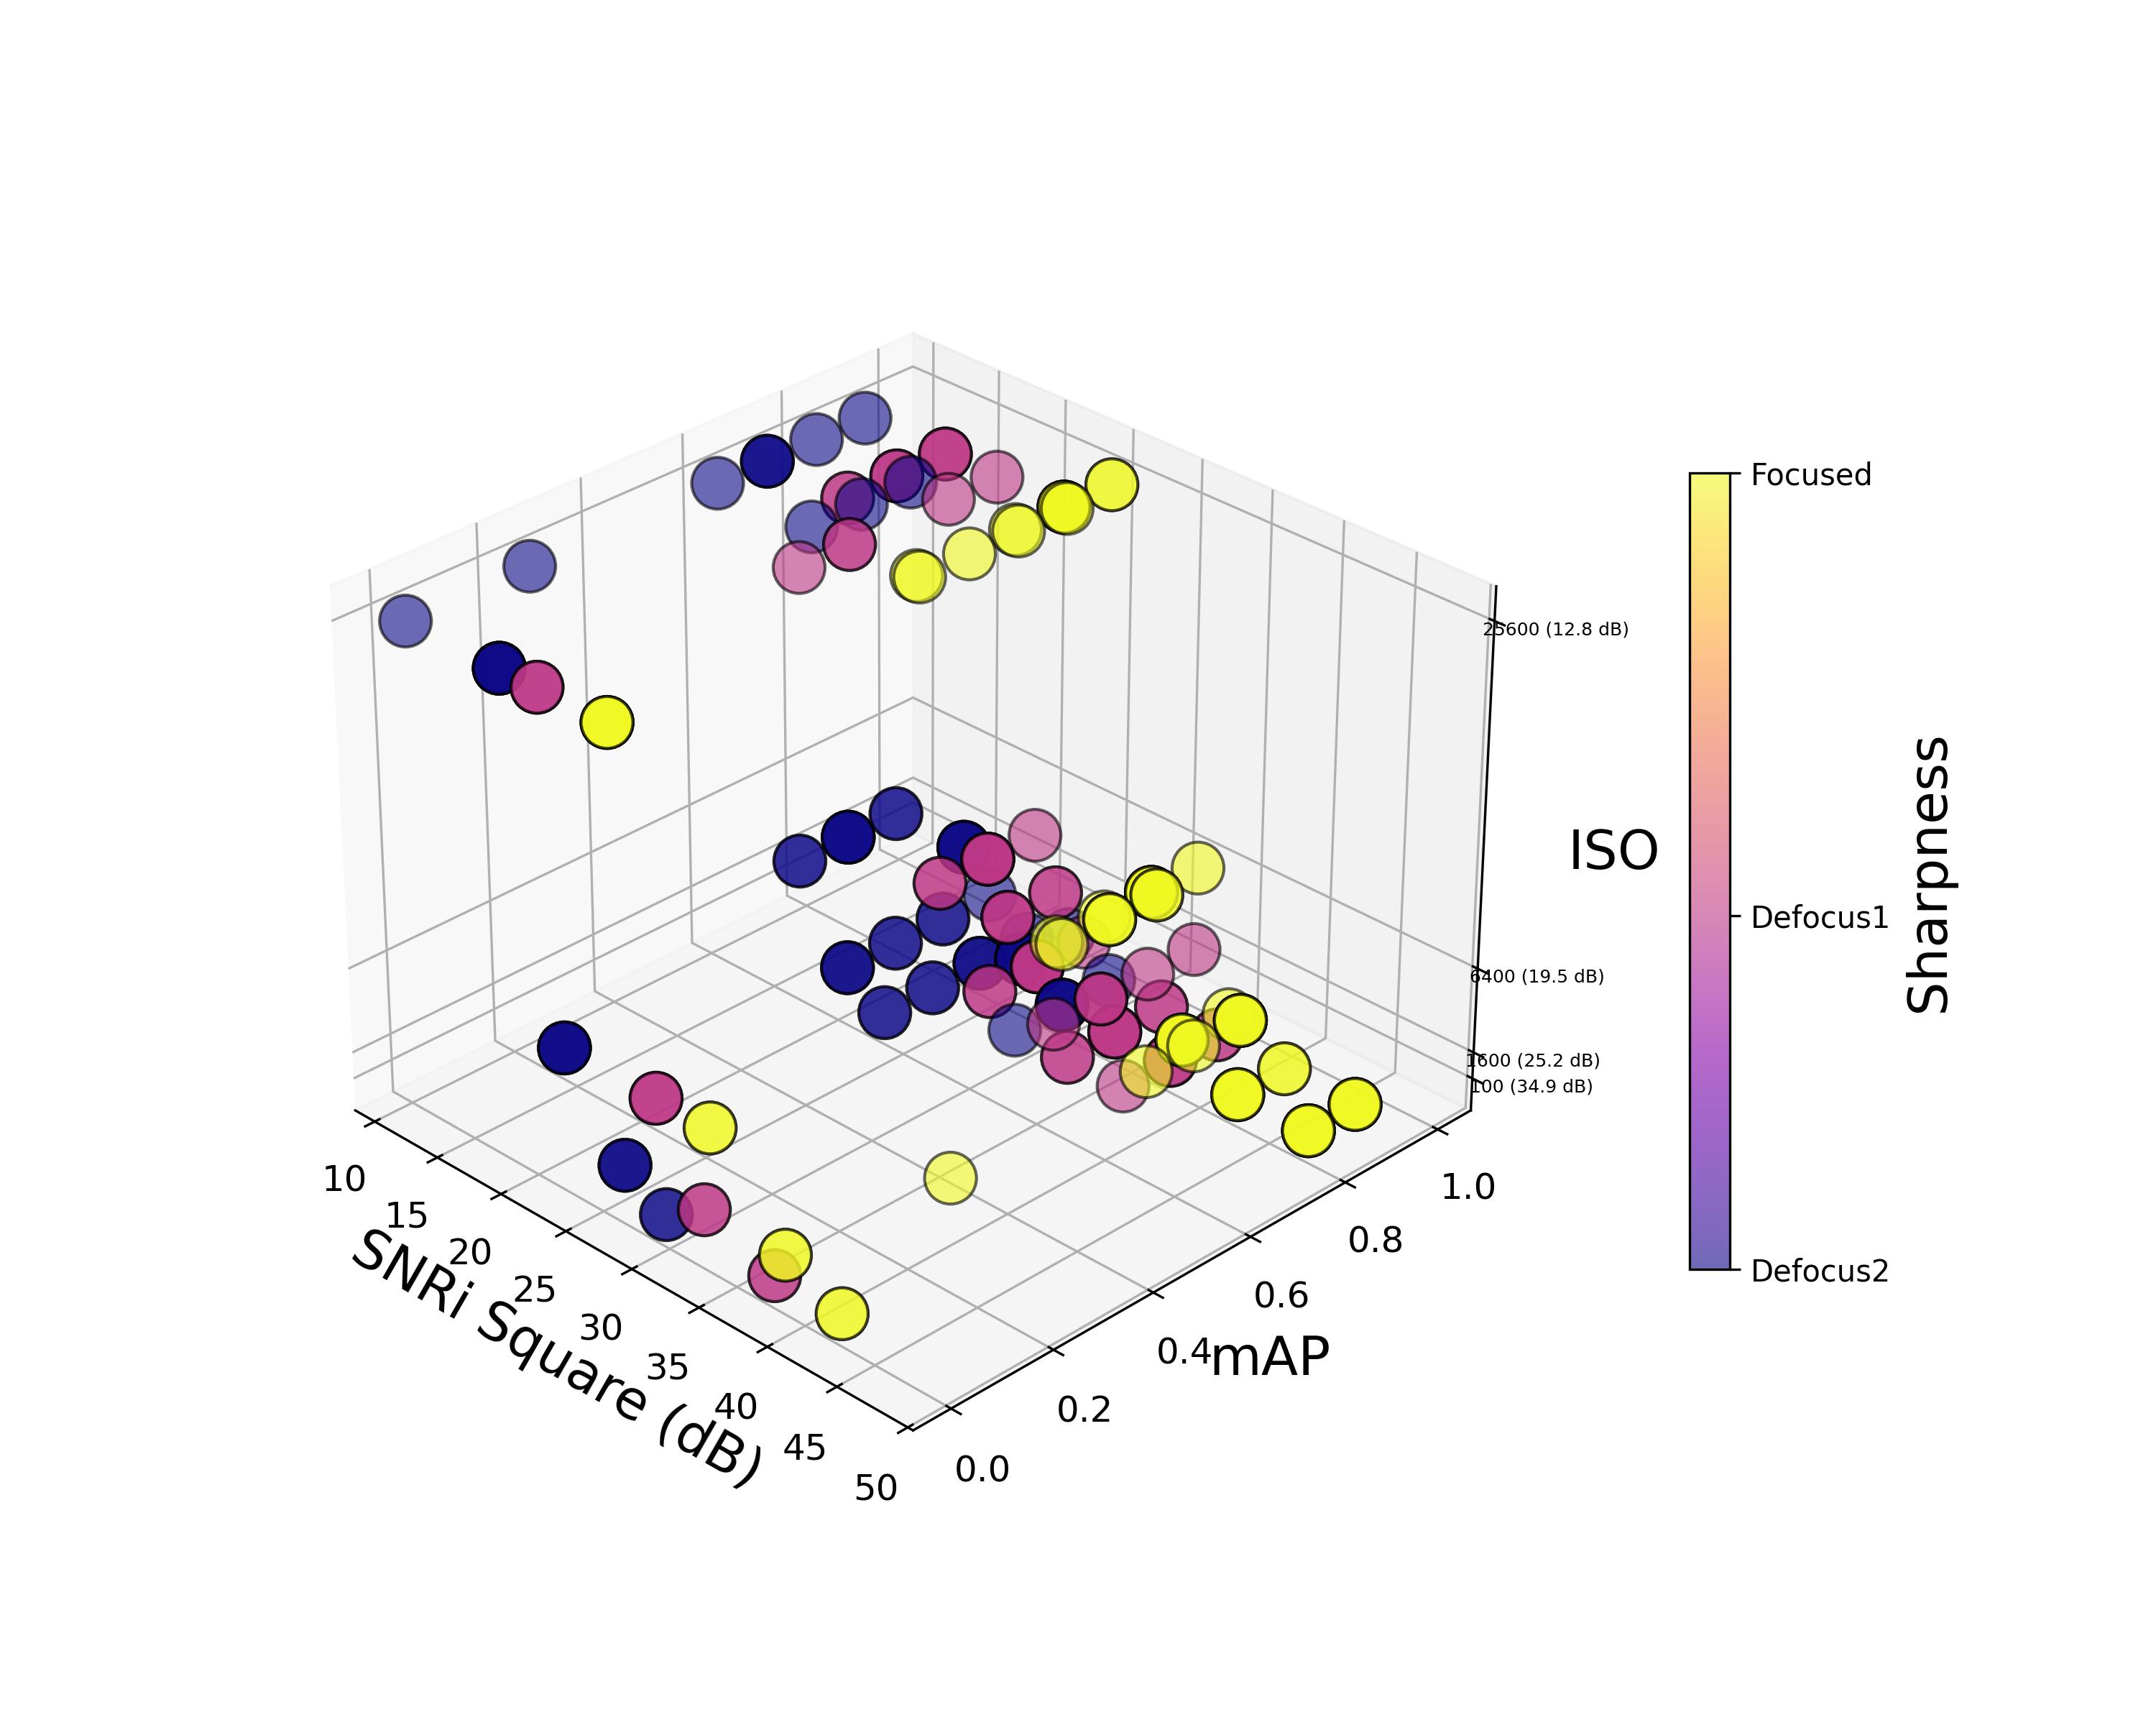 10
15
20
25
30
35
40
45
50
SNRi Square (dB)
0.0
0.2
0.4
0.6
0.8
1.0
mAP
25600 (12.8 dB)
6400 (19.5 dB)
1600 (25.2 dB)
100 (34.9 dB)
ISO
Focused
Defocus1
Defocus2
Sharpness